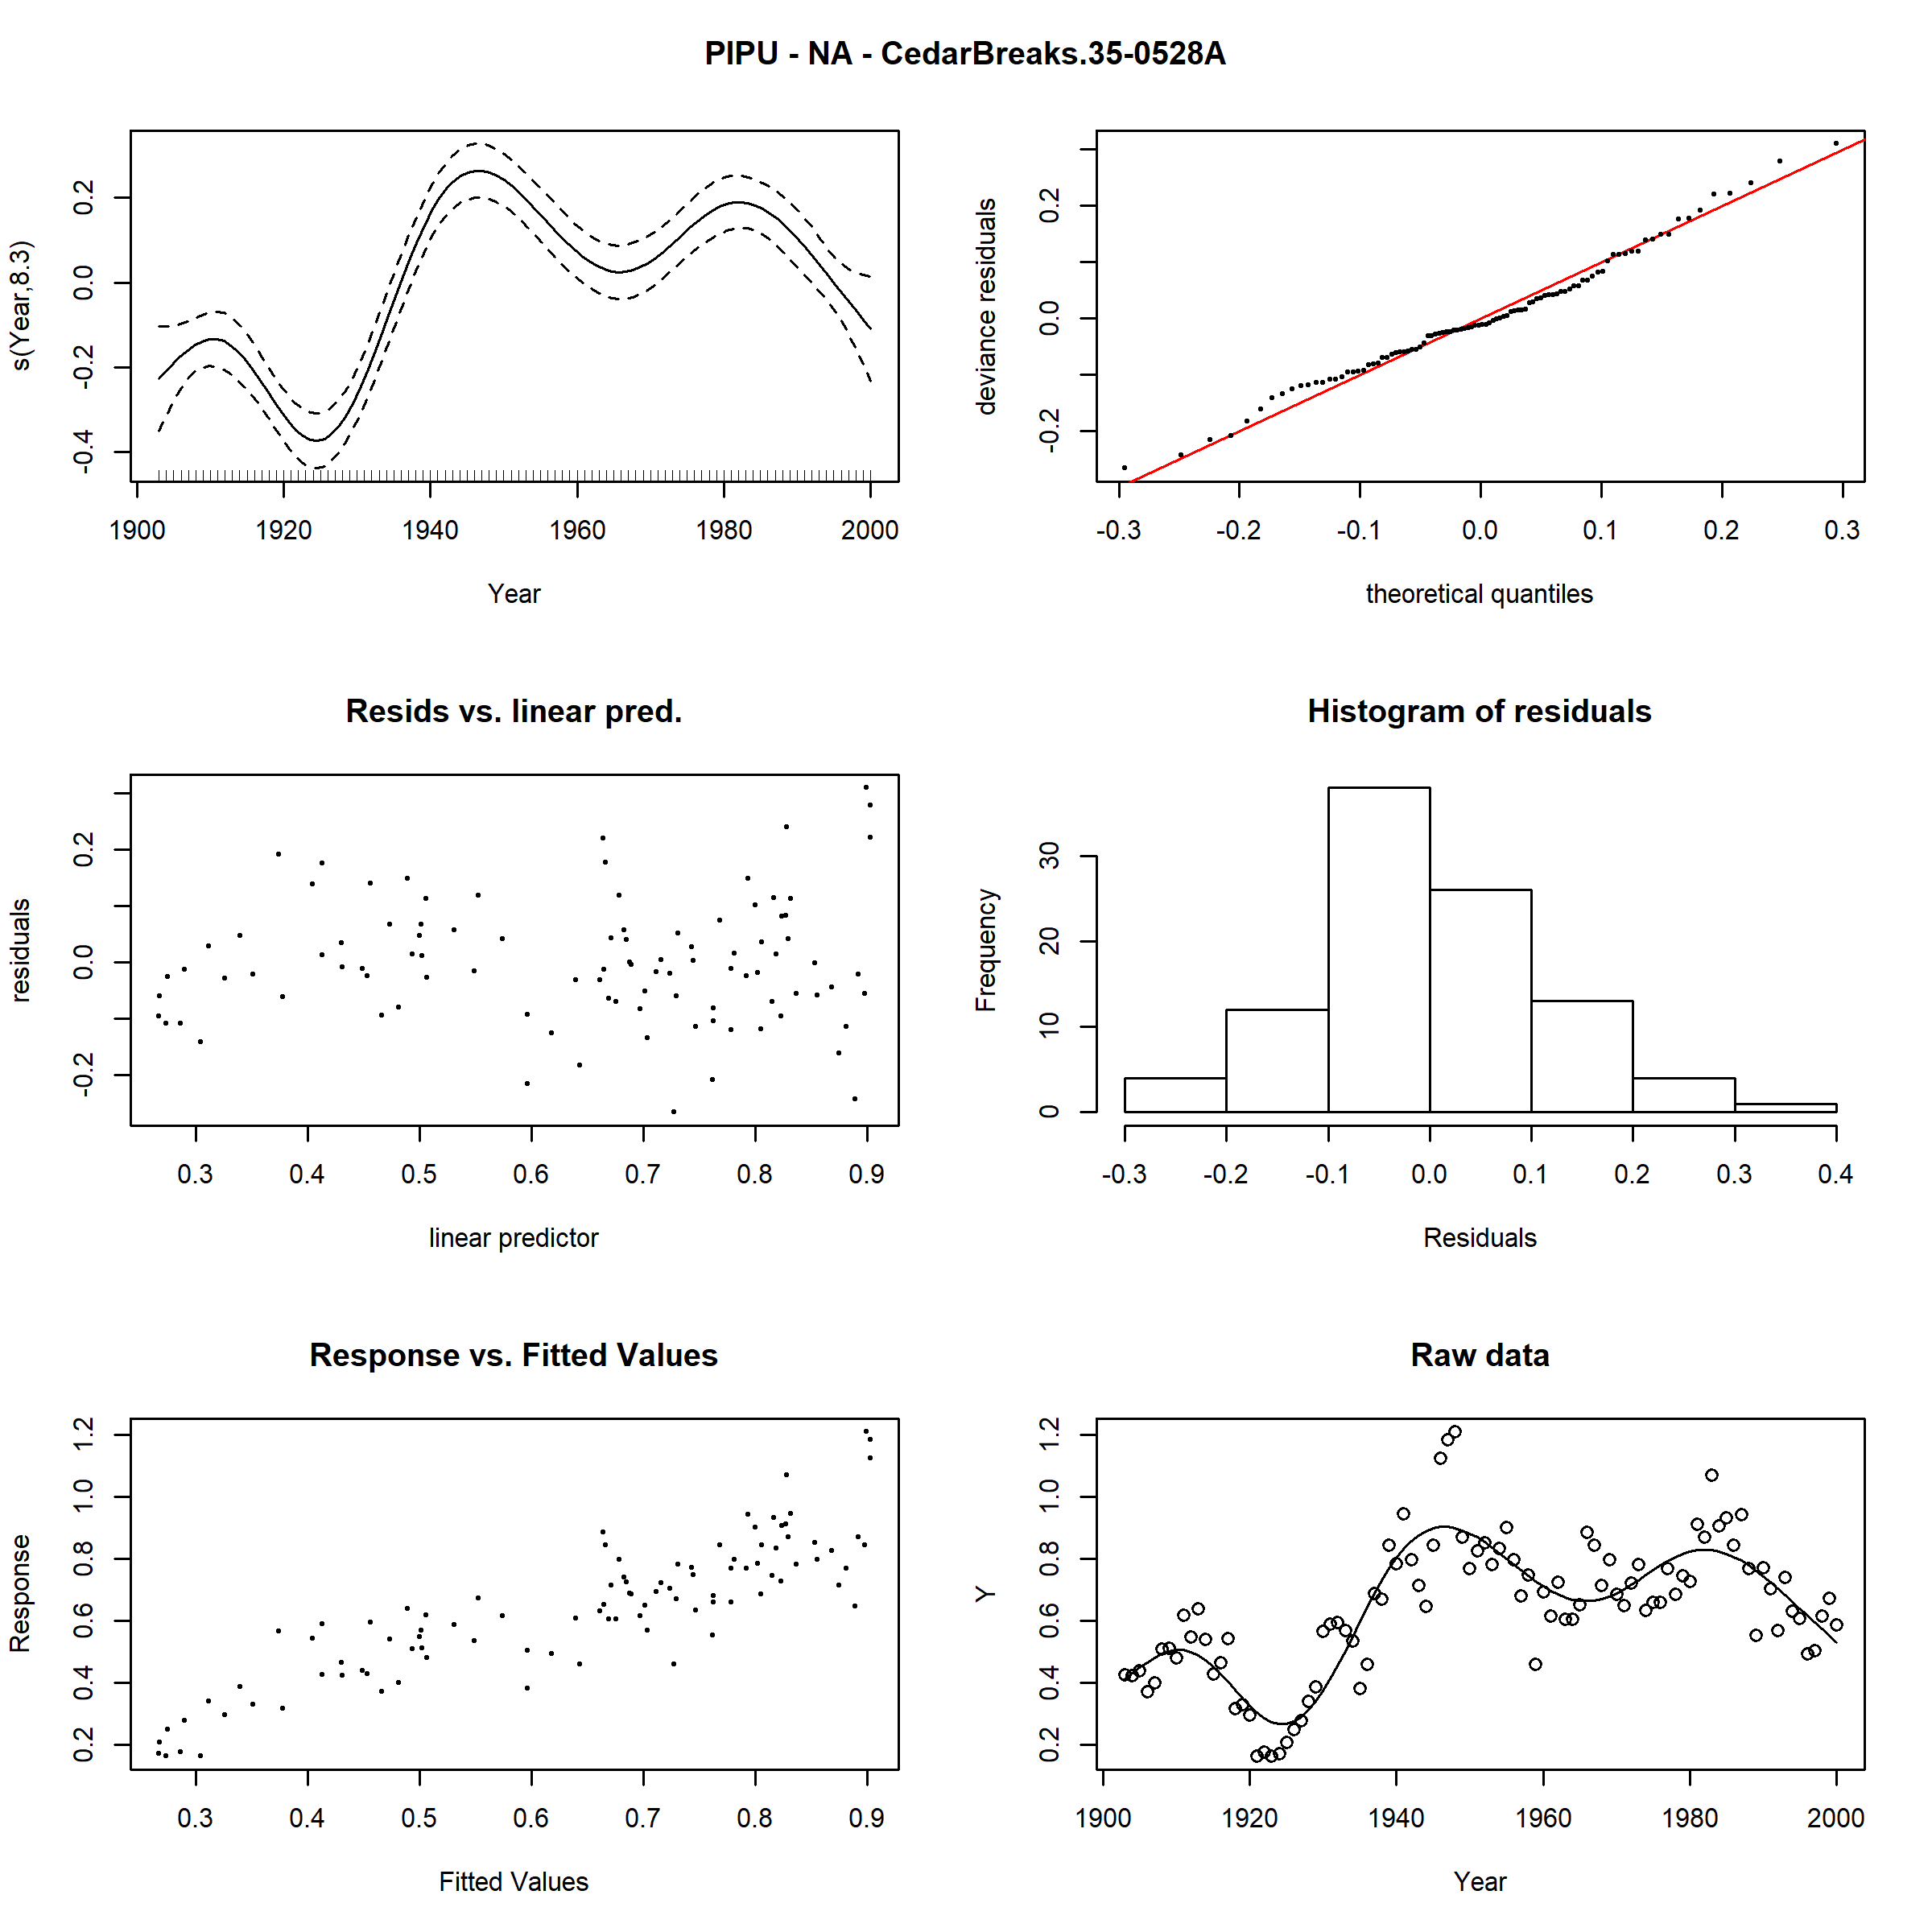 PIPU - NA - CedarBreaks.35-0528A
s(Year,8.3)
0.2
0.0
-0.2
-0.4
1900 1920 1940 1960 1980 2000
Year
deviance residuals
0.2
0.0
-0.2
-0.3 -0.2 -0.1 0.0 0.1 0.2 0.3
theoretical quantiles
Resids vs. linear pred.
residuals
0.2
0.0
-0.2
0.3 0.4 0.5 0.6 0.7 0.8 0.9
linear predictor
Histogram of residuals
Frequency
30
20
10
0
-0.3 -0.2 -0.1 0.0 0.1 0.2 0.3 0.4
Residuals
Response vs. Fitted Values
Response
1.2
1.0
0.8
0.6
0.4
0.2
0.3 0.4 0.5 0.6 0.7 0.8 0.9
Fitted Values
Raw data
Y
1.2
1.0
0.8
0.6
0.4
0.2
1900 1920 1940 1960 1980 2000
Year